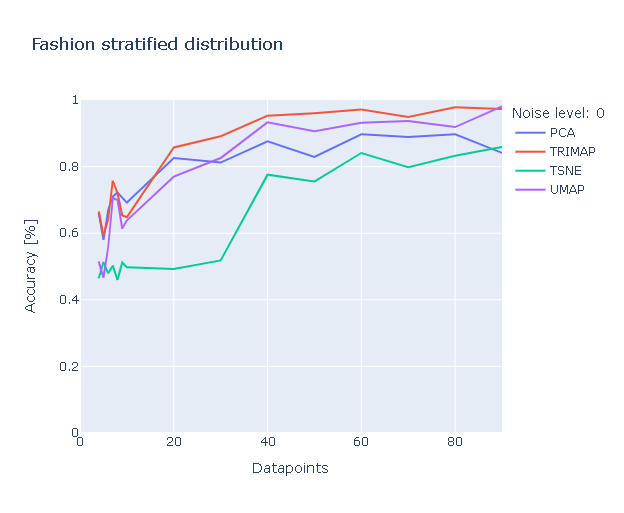 Fashion stratified distribution
Noise level: 0
PCA
TRIMAP
TSNE
UMAP
Accuracy [%]
1
0.8
0.6
0.4
0.2
0
0 20 40 60 80
Datapoints